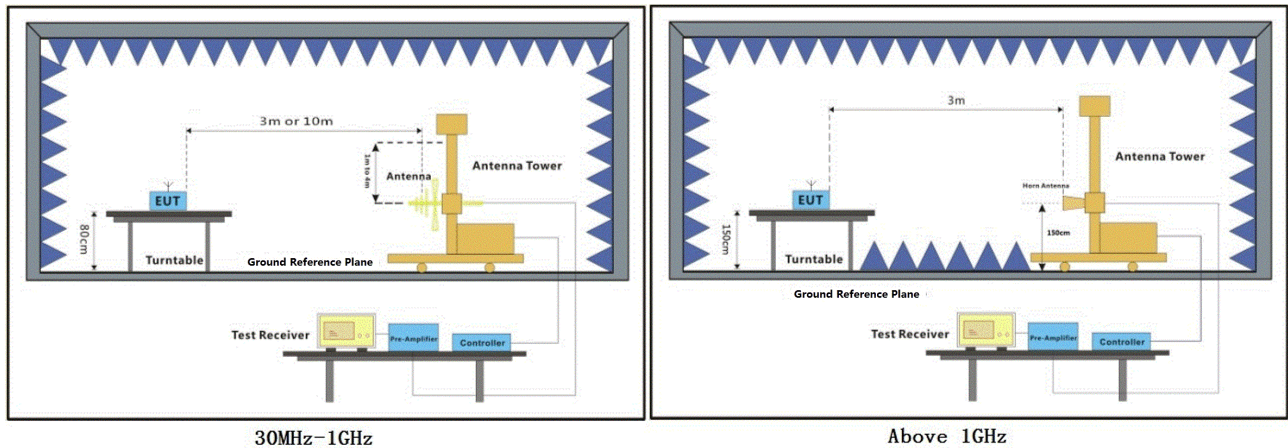 3m or 10m
1m to 4m
Antenna
Antenna Tower
EUT
80cm
Turntable
Ground Reference Plane
Test Receiver
Pre-Amplifier
Controller
30MHz-1GHz
3m
Antenna Tower
Horn Antenna
EUT
150cm
150cm
Turntable
Ground Reference Plane
Test Receiver
Pre-Amplifier
Controller
Above 1GHz